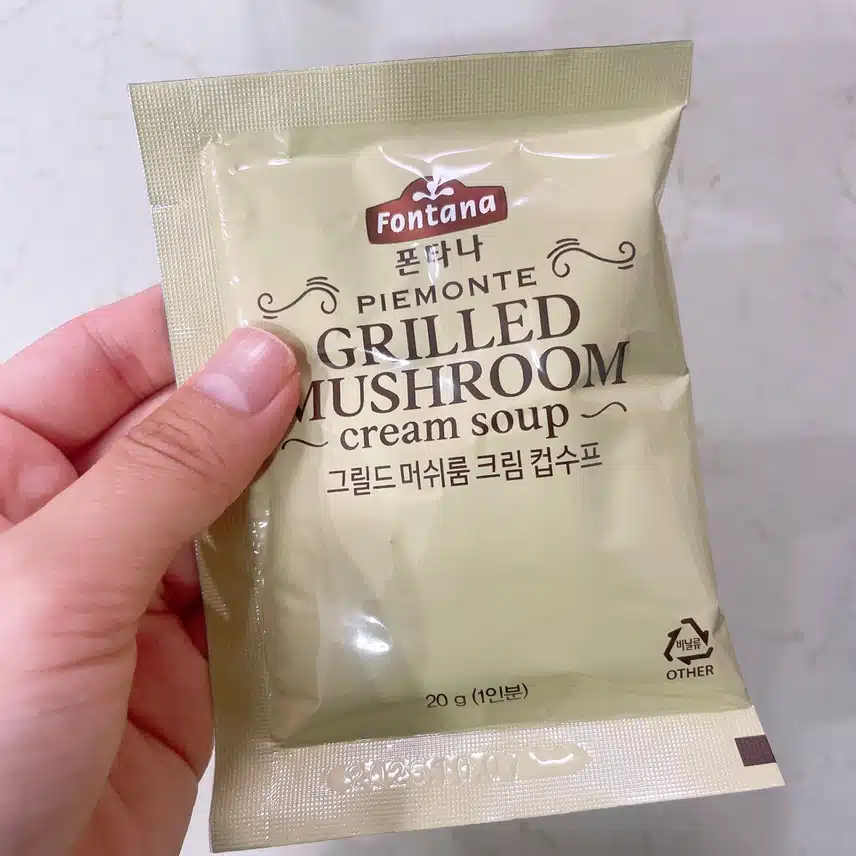 Fontana
폰타나
PIEMONTE
GRILLED
MUSHROOM
cream soup
그릴드 머쉬룸 크림 컵수프
비닐류
OTHER
20 g (1인분)